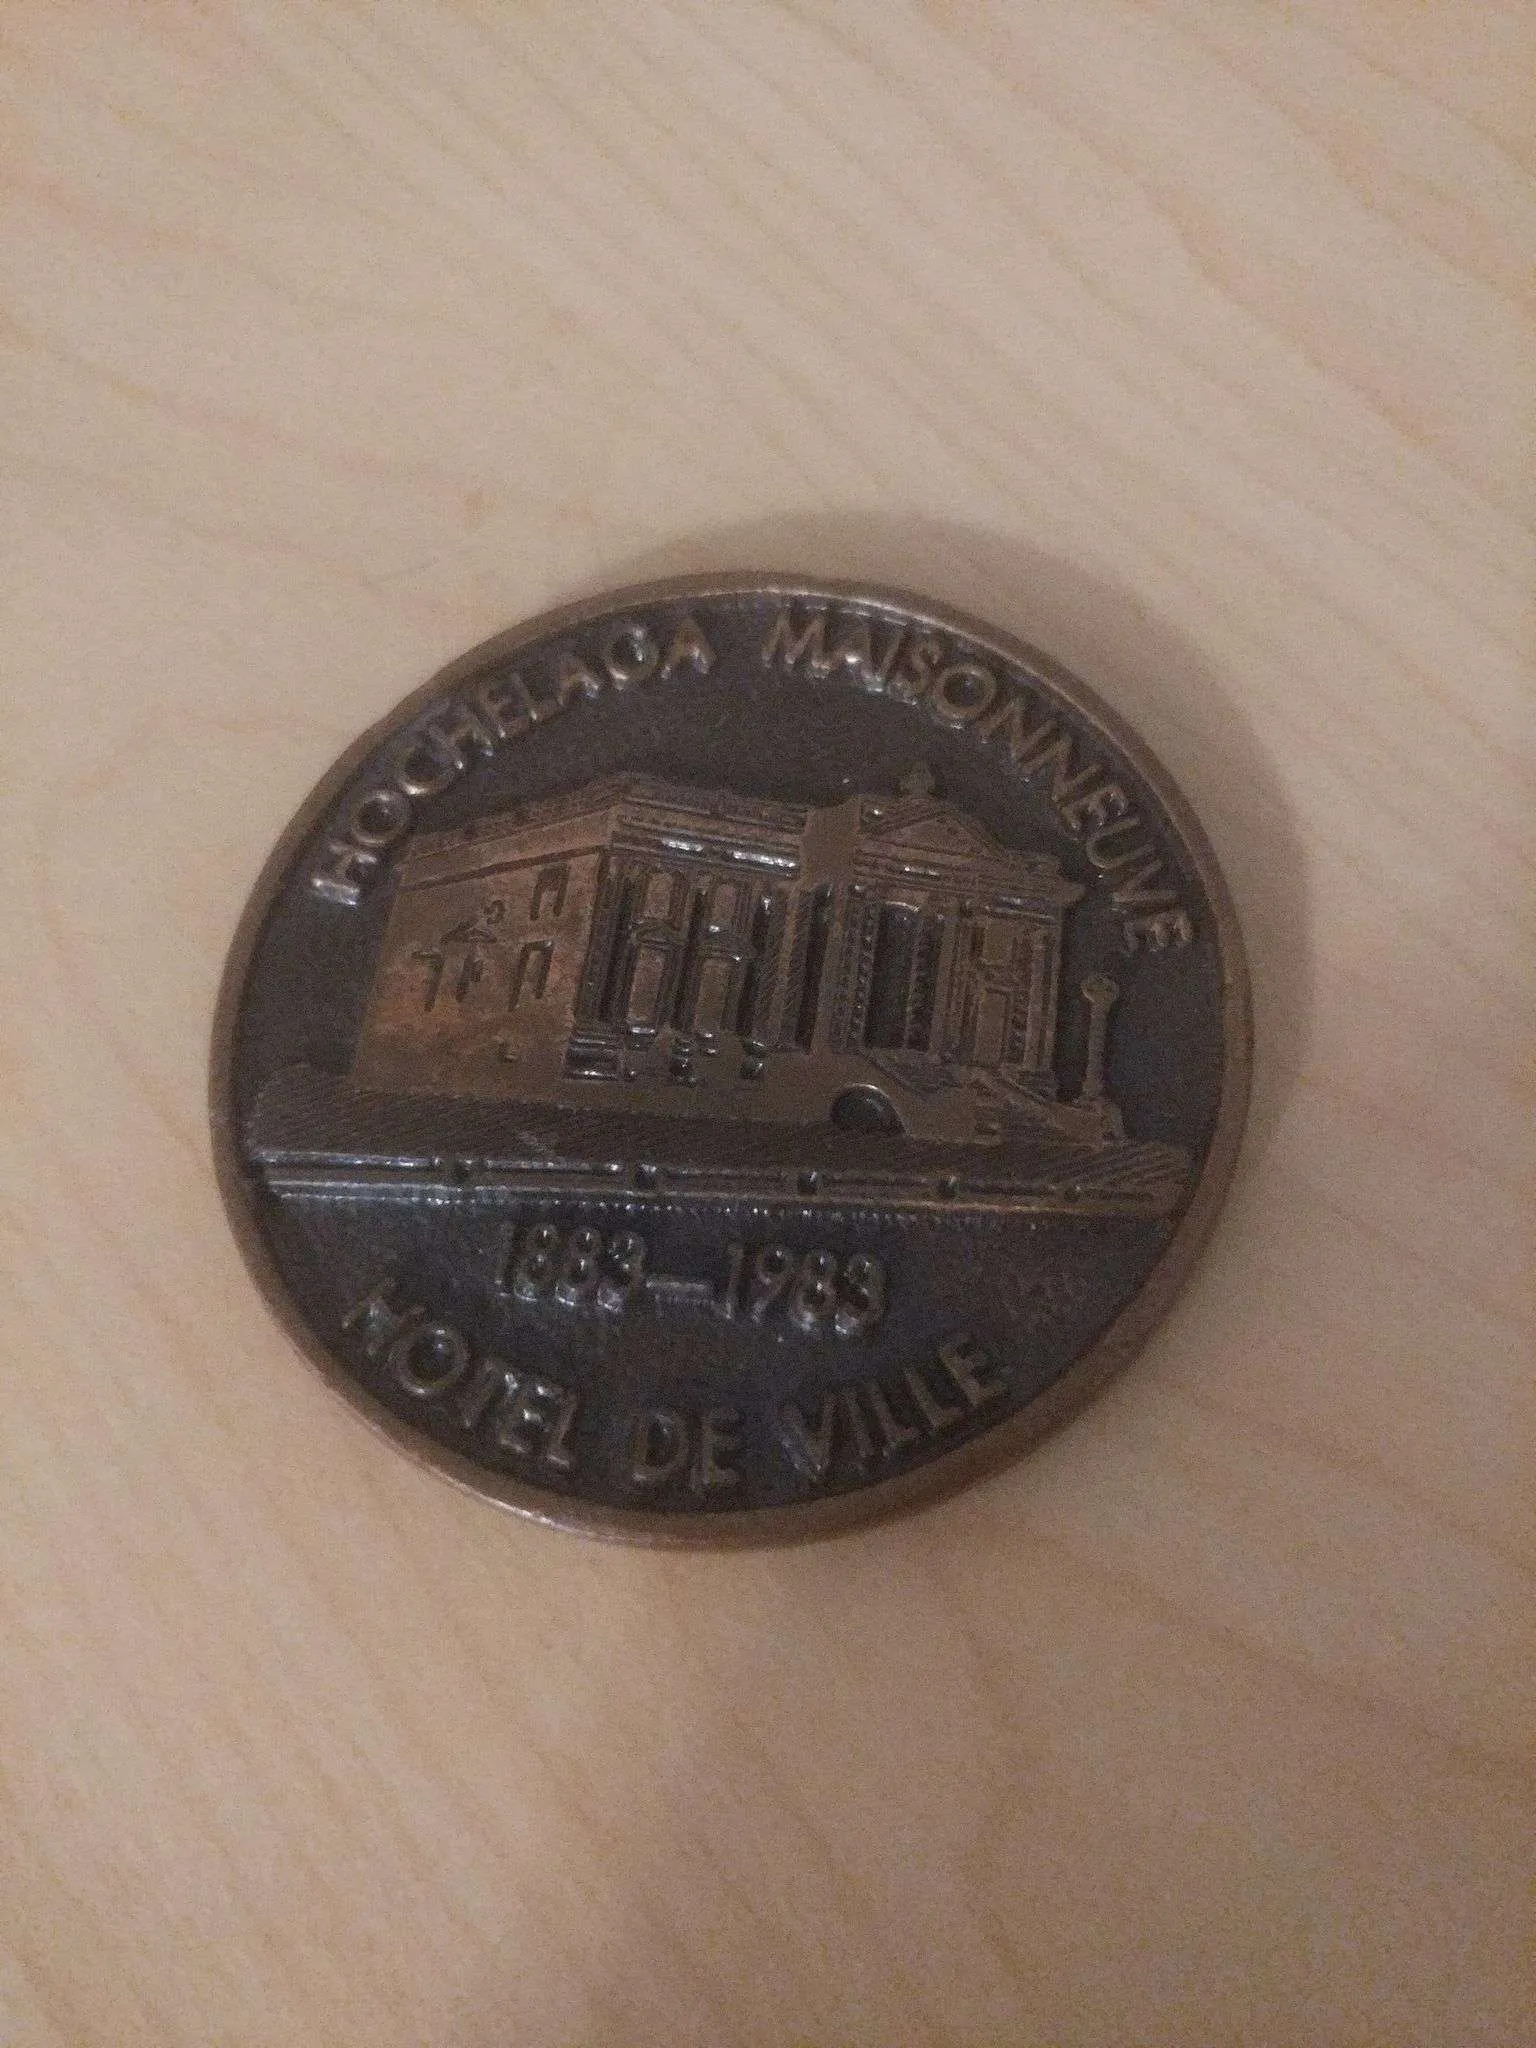 HOCHELAGA MAISONNEUVE
1883-1983
HOTEL DE VILLE